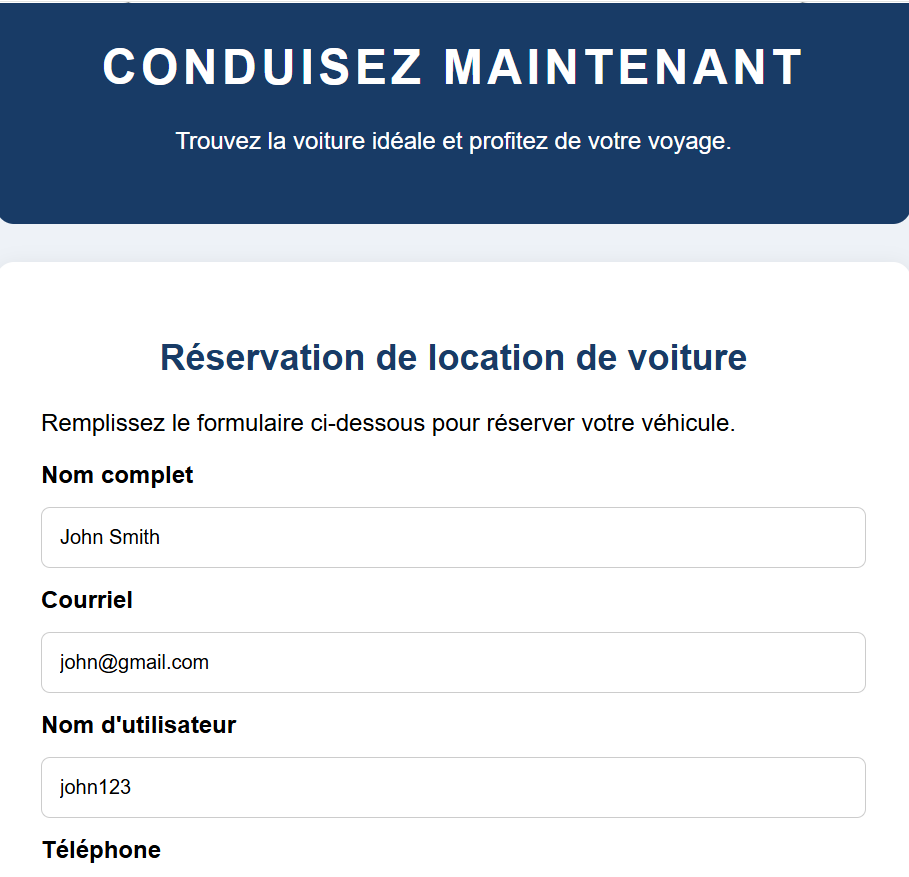 CONDUISEZ MAINTENANT
Trouvez la voiture idéale et profitez de votre voyage.
Réservation de location de voiture
Remplissez le formulaire ci-dessous pour réserver votre véhicule.
Nom complet
John Smith
Courriel
john@gmail.com
Nom d'utilisateur
john123
Téléphone